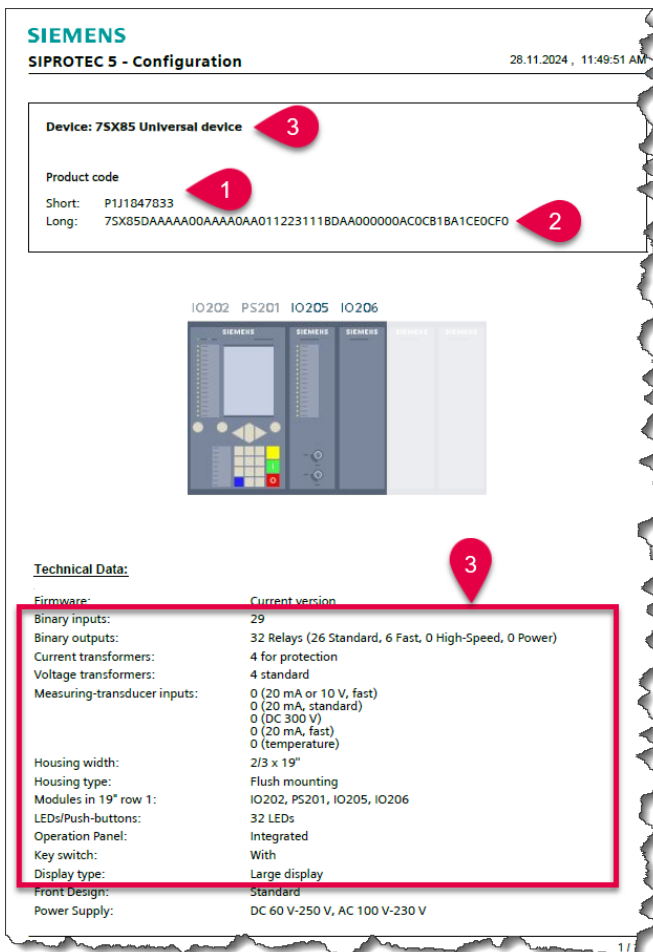 SIEMENS
SIPROTEC 5 - Configuration
28.11.2024 , 11:49:51 AM
Device: 7SX85 Universal device
3
Product code
1
Short: P1J1847833
Long: 7SX85DAAAAA00AAAA0AA011223111BDAA000000AC0CB1BA1CE0CF0
2
IO202 PS201 IO205 IO206
SIEMENS SIEMENS SIEMENS SIEMENS SIEMENS
Technical Data:
3
Firmware: Current version
Binary inputs: 29
Binary outputs: 32 Relays (26 Standard, 6 Fast, 0 High-Speed, 0 Power)
Current transformers: 4 for protection
Voltage transformers: 4 standard
Measuring-transducer inputs: 0 (20 mA or 10 V, fast)
0 (20 mA, standard)
0 (DC 300 V)
0 (20 mA, fast)
0 (temperature)
Housing width: 2/3 x 19"
Housing type: Flush mounting
Modules in 19" row 1: IO202, PS201, IO205, IO206
LEDs/Push-buttons: 32 LEDs
Operation Panel: Integrated
Key switch: With
Display type: Large display
Front Design: Standard
Power Supply: DC 60 V-250 V, AC 100 V-230 V